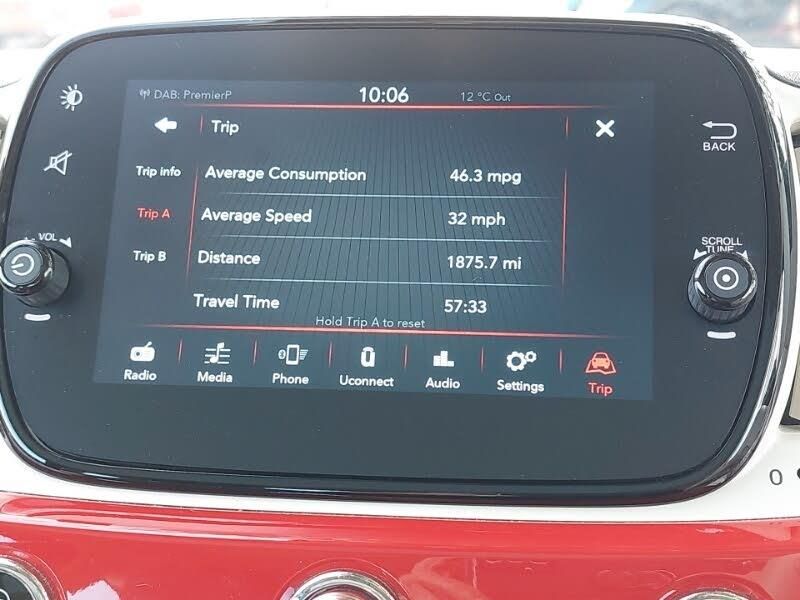 DAB: PremierP 10:06 12 °C Out
Trip
BACK
Trip info Average Consumption 46.3 mpg
Trip A Average Speed 32 mph
VOL
SCROLL
TUNE
Trip B Distance 1875.7 mi
Travel Time 57:33
Hold Trip A to reset
Radio Media Phone Uconnect Audio Settings Trip
0